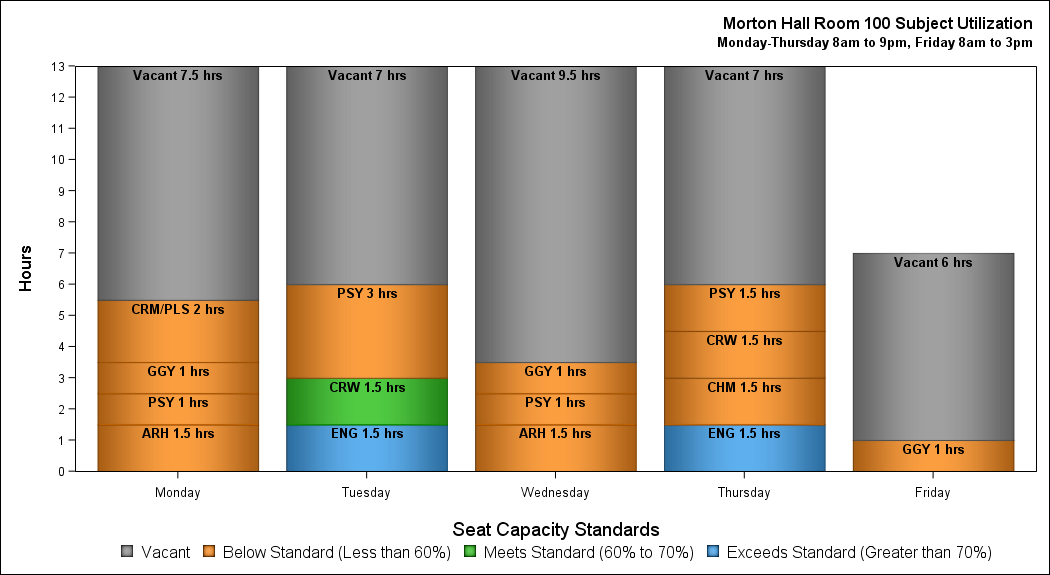 Morton Hall Room 100 Subject Utilization
Monday-Thursday 8am to 9pm, Friday 8am to 3pm
Hours
13
12
11
10
9
8
7
6
5
4
3
2
1
0
Vacant 7.5 hrs
CRM/PLS 2 hrs
GGY 1 hrs
PSY 1 hrs
ARH 1.5 hrs
Vacant 7 hrs
PSY 3 hrs
CRW 1.5 hrs
ENG 1.5 hrs
Vacant 9.5 hrs
GGY 1 hrs
PSY 1 hrs
ARH 1.5 hrs
Vacant 7 hrs
PSY 1.5 hrs
CRW 1.5 hrs
CHM 1.5 hrs
ENG 1.5 hrs
Vacant 6 hrs
GGY 1 hrs
Monday Tuesday Wednesday Thursday Friday
Seat Capacity Standards
Vacant Below Standard (Less than 60%) Meets Standard (60% to 70%) Exceeds Standard (Greater than 70%)